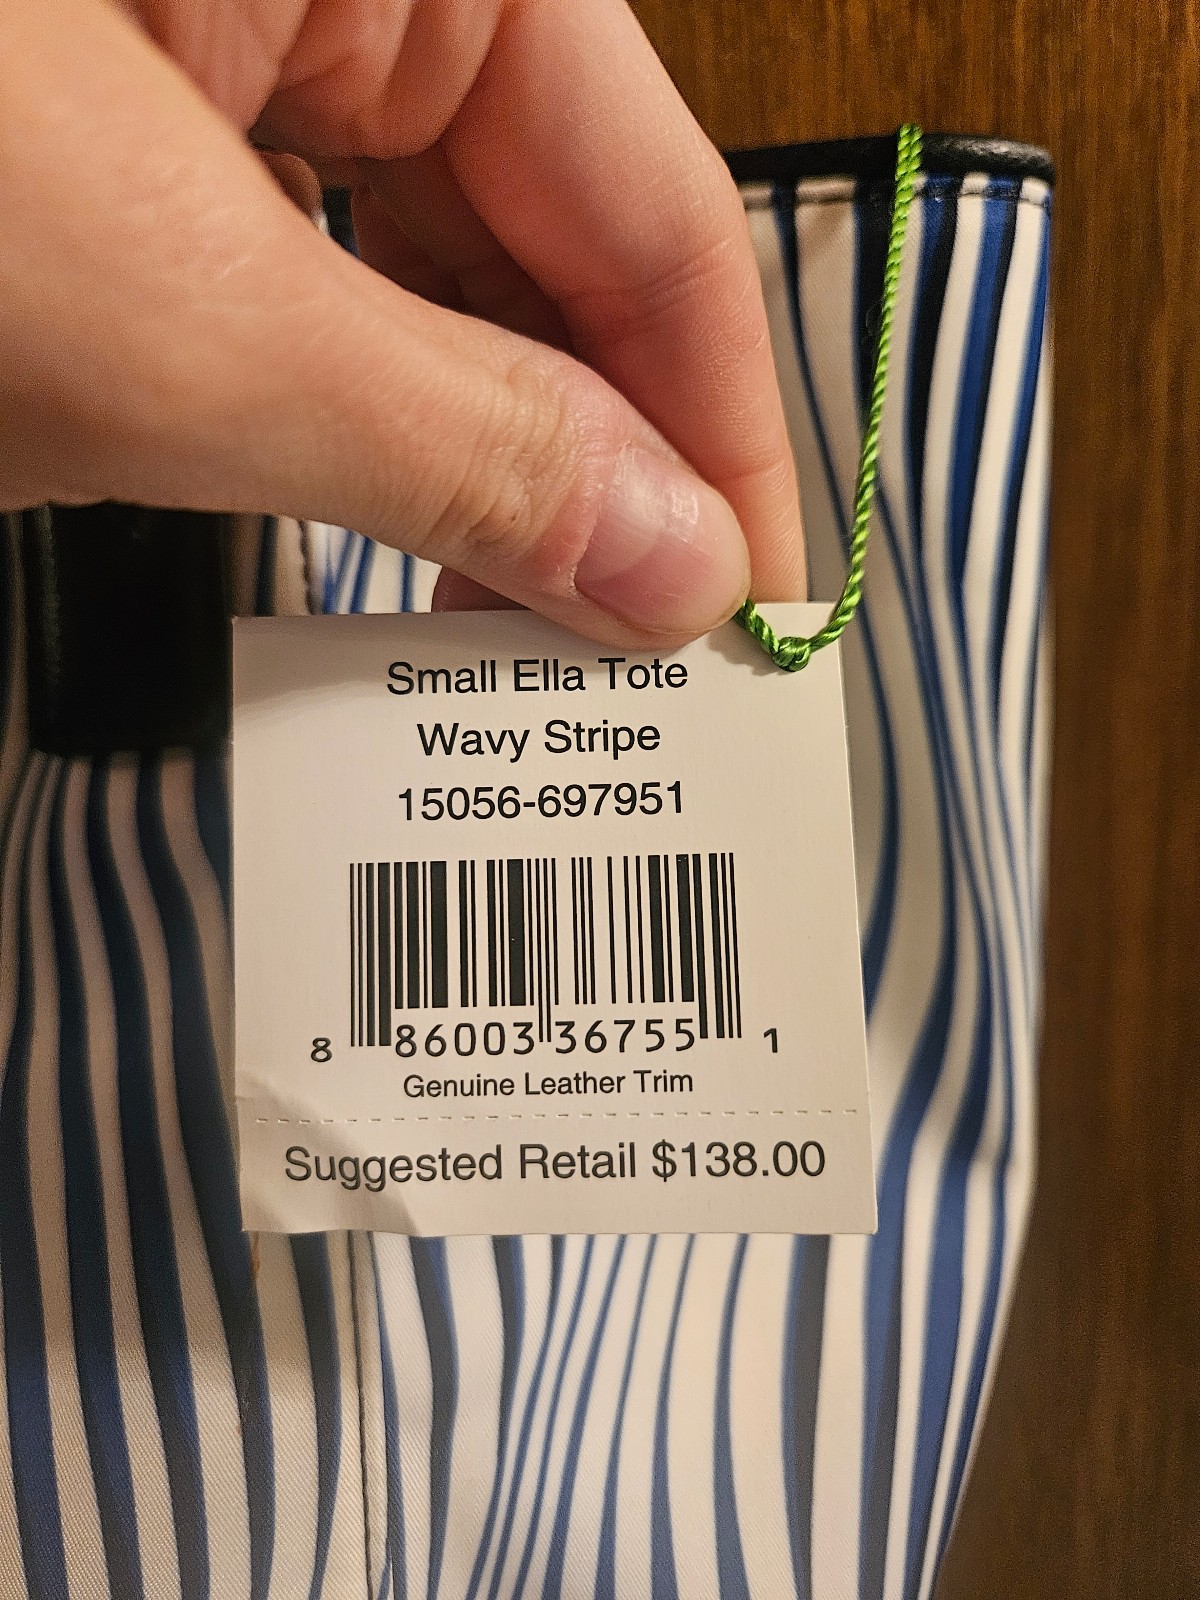 Small Ella Tote
Wavy Stripe
15056-697951
8 86003 36755 1
Genuine Leather Trim
Suggested Retail $138.00